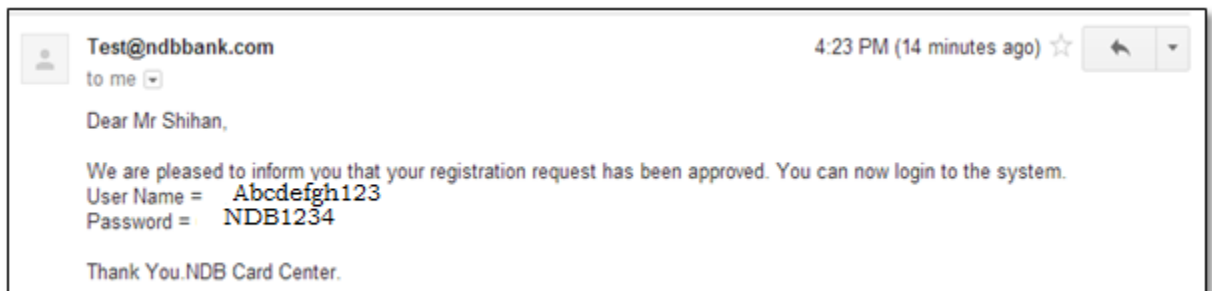 Test@ndbbank.com 4:23 PM (14 minutes ago)
to me
Dear Mr Shihan,
We are pleased to inform you that your registration request has been approved. You can now login to the system.
User Name = Abcdefgh123
Password = NDB1234
Thank You.NDB Card Center.